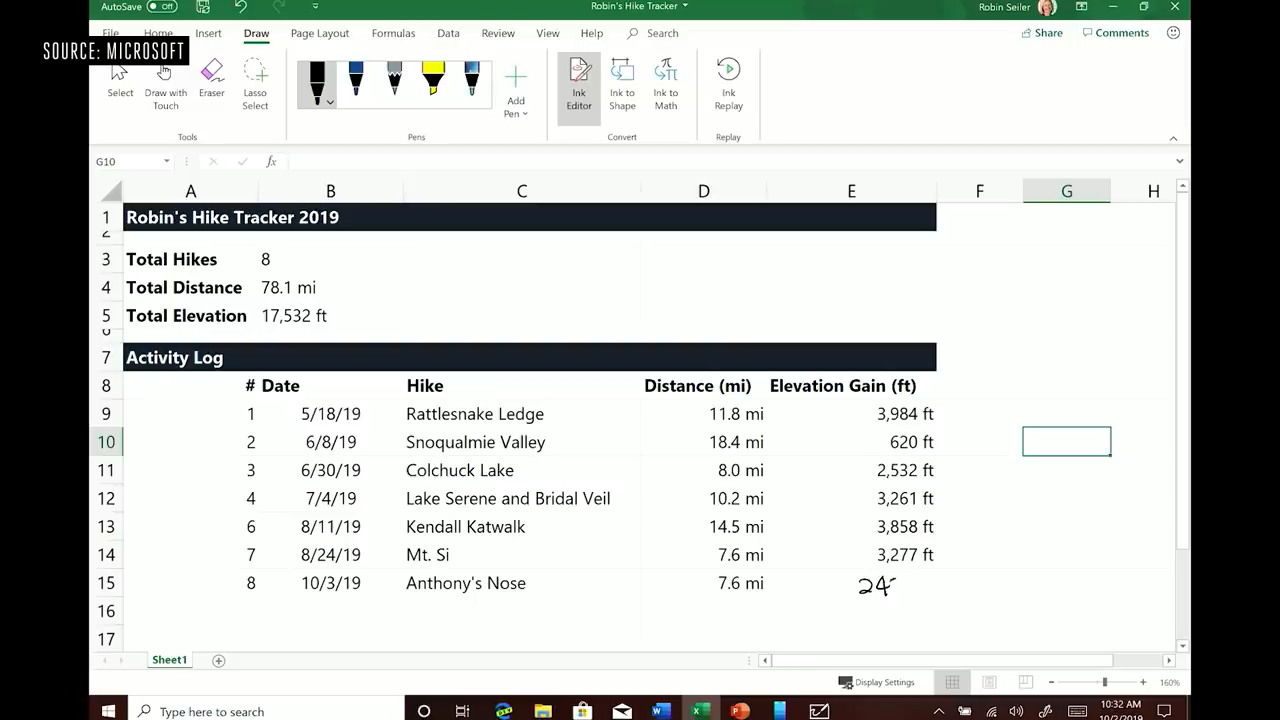 AutoSave Off Robin's Hike Tracker Robin Seiler
File Home Insert Draw Page Layout Formulas Data Review View Help Search Share Comments
SOURCE: MICROSOFT
Select Draw with Touch Eraser Lasso Select Add Pen Ink Editor Ink to Shape Ink to Math Ink Replay
Tools Pens Convert Replay
G10 fx
A B C D E F G H
1 Robin's Hike Tracker 2019
2
3 Total Hikes 8
4 Total Distance 78.1 mi
5 Total Elevation 17,532 ft
6
7 Activity Log
8 # Date Hike Distance (mi) Elevation Gain (ft)
9 1 5/18/19 Rattlesnake Ledge 11.8 mi 3,984 ft
10 2 6/8/19 Snoqualmie Valley 18.4 mi 620 ft
11 3 6/30/19 Colchuck Lake 8.0 mi 2,532 ft
12 4 7/4/19 Lake Serene and Bridal Veil 10.2 mi 3,261 ft
13 6 8/11/19 Kendall Katwalk 14.5 mi 3,858 ft
14 7 8/24/19 Mt. Si 7.6 mi 3,277 ft
15 8 10/3/19 Anthony's Nose 7.6 mi 24
16
17
Sheet1
Display Settings 160%
Type here to search 10:32 AM
10/2/2019